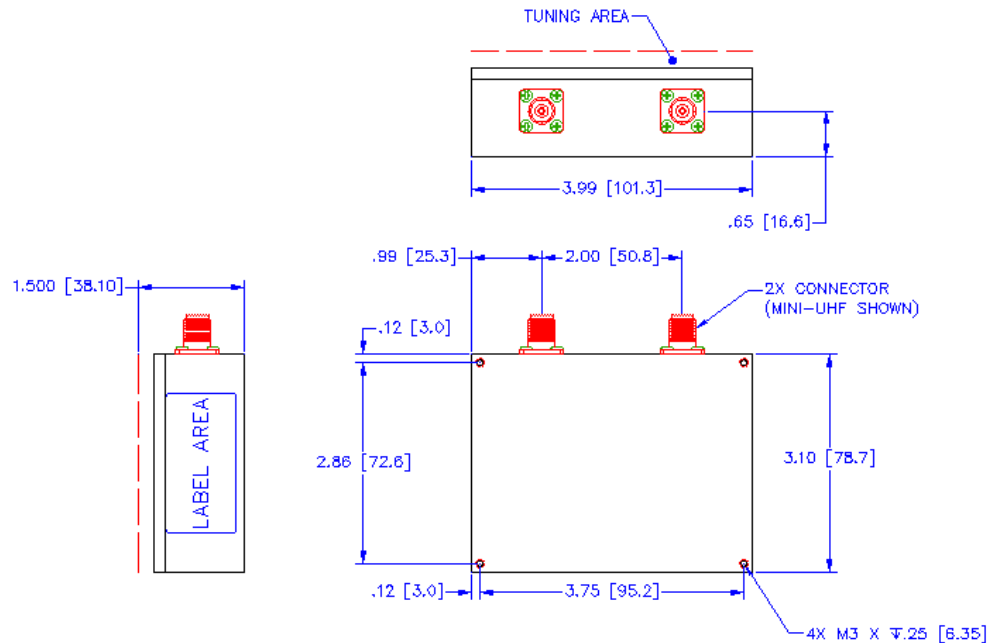 TUNING AREA
3.99 [101.3]
.65 [16.6]
.99 [25.3]
2.00 [50.8]
1.500 [38.10]
2X CONNECTOR
(MINI-UHF SHOWN)
.12 [3.0]
LABEL AREA
2.86 [72.6]
3.10 [78.7]
.12 [3.0]
3.75 [95.2]
4X M3 X ↧.25 [6.35]